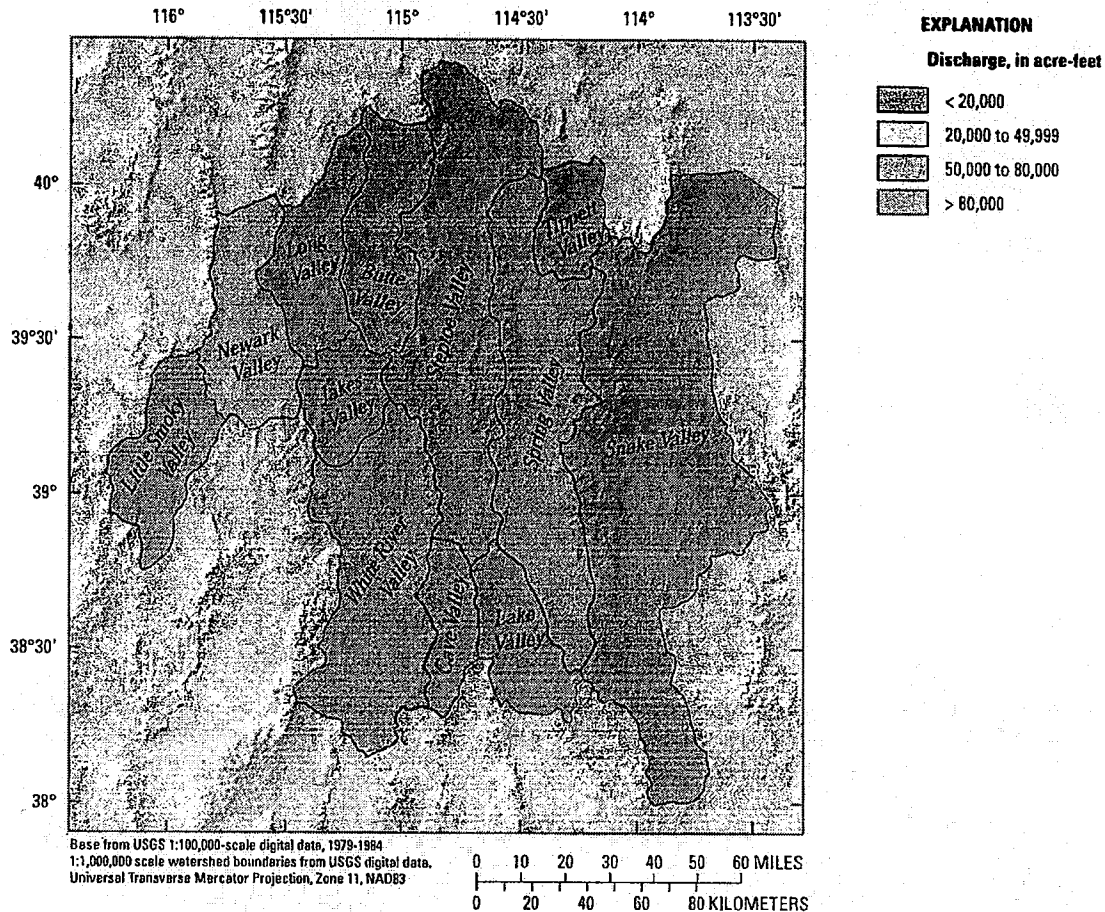 116° 115°30' 115° 114°30' 114° 113°30'
EXPLANATION
Discharge, in acre-feet
< 20,000
20,000 to 49,999
50,000 to 80,000
> 80,000
40°
39°30'
39°
38°30'
38°
Long
Valley
Butte
Valley
Steptoe Valley
Tippett
Valley
Newark
Valley
Jakes
Valley
Little Smoky
Valley
Spring Valley
Snake Valley
White River
Valley
Cave Valley
Lake
Valley
Base from USGS 1:100,000-scale digital data, 1979-1984
1:1,000,000 scale watershed boundaries from USGS digital data.
Universal Transverse Mercator Projection, Zone 11, NAD83
0 10 20 30 40 50 60 MILES
0 20 40 60 80 KILOMETERS